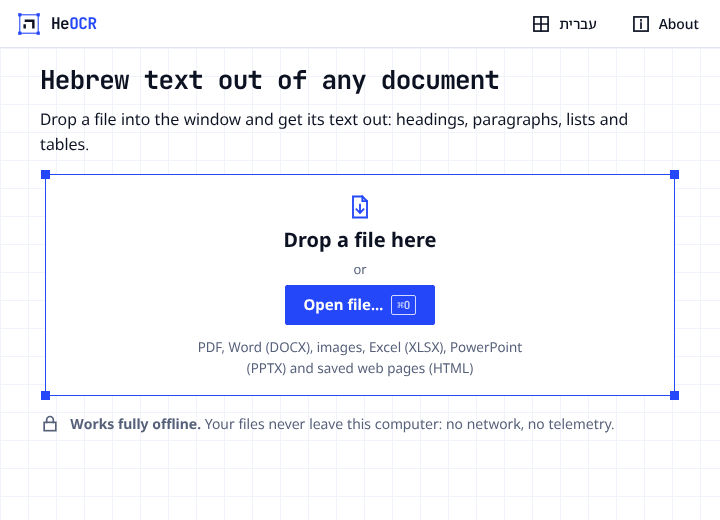 HeOCR
עברית
About
Hebrew text out of any document
Drop a file into the window and get its text out: headings, paragraphs, lists and
tables.
Drop a file here
or
Open file... ⌘O
PDF, Word (DOCX), images, Excel (XLSX), PowerPoint
(PPTX) and saved web pages (HTML)
Works fully offline. Your files never leave this computer: no network, no telemetry.